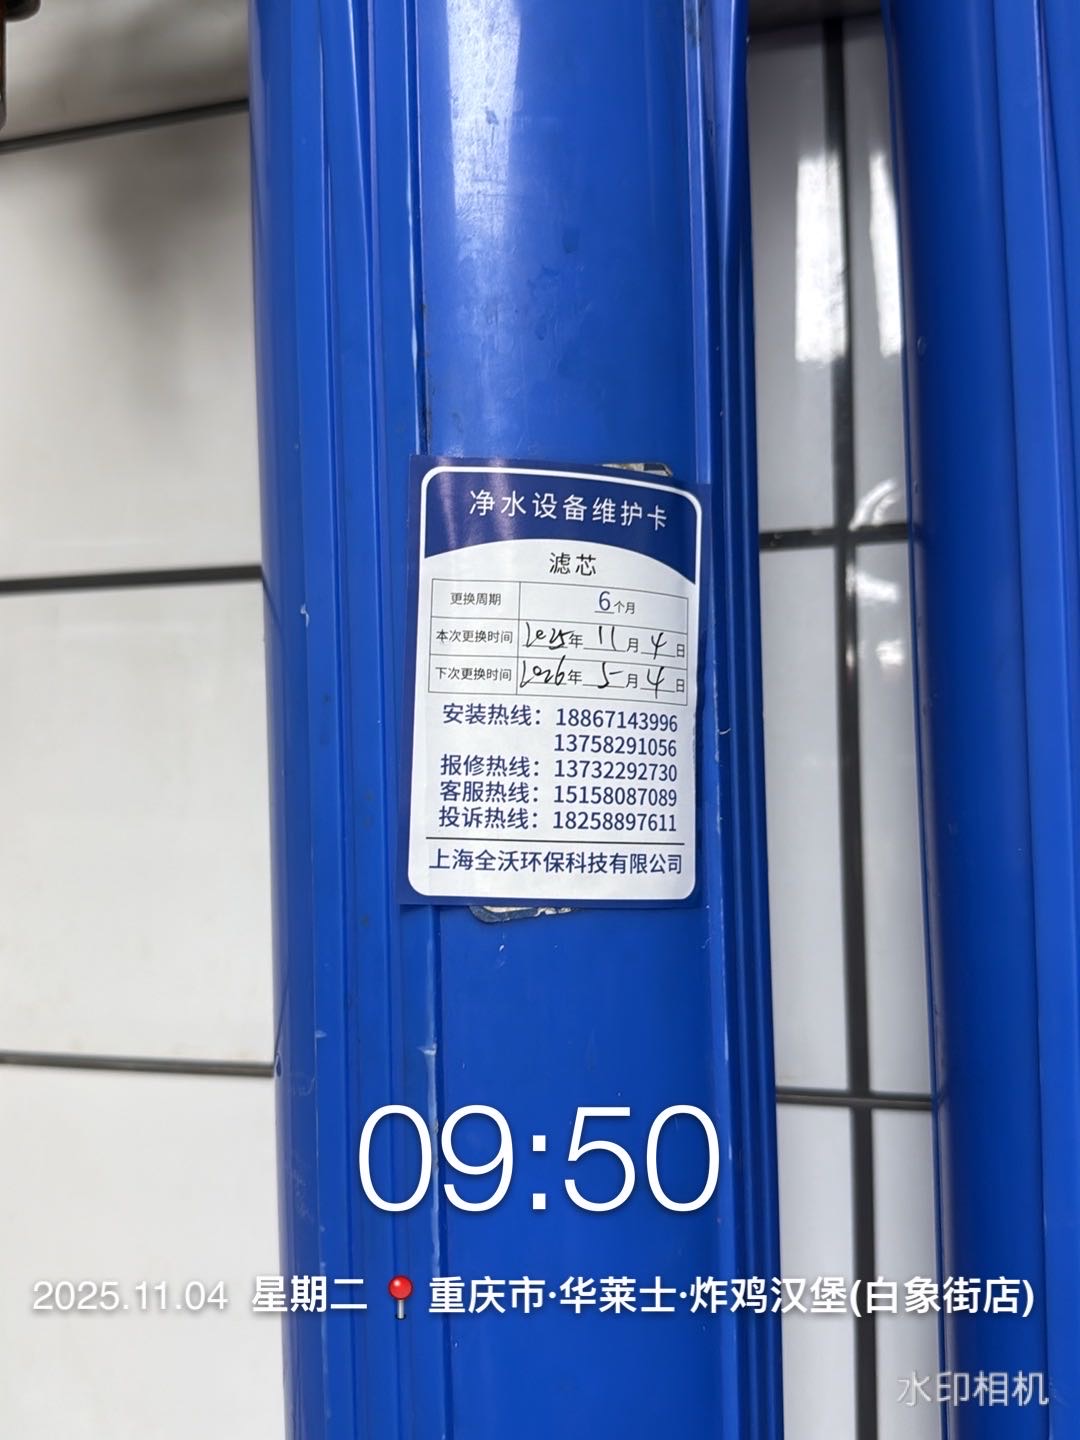 净水设备维护卡
滤芯
更换周期 6个月
本次更换时间 2025年11月4日
下次更换时间 2026年5月4日
安装热线：18867143996
13758291056
报修热线：13732292730
客服热线：15158087089
投诉热线：18258897611
上海全沃环保科技有限公司
09:50
2025.11.04 星期二 📍重庆市·华莱士·炸鸡汉堡(白象街店)
水印相机